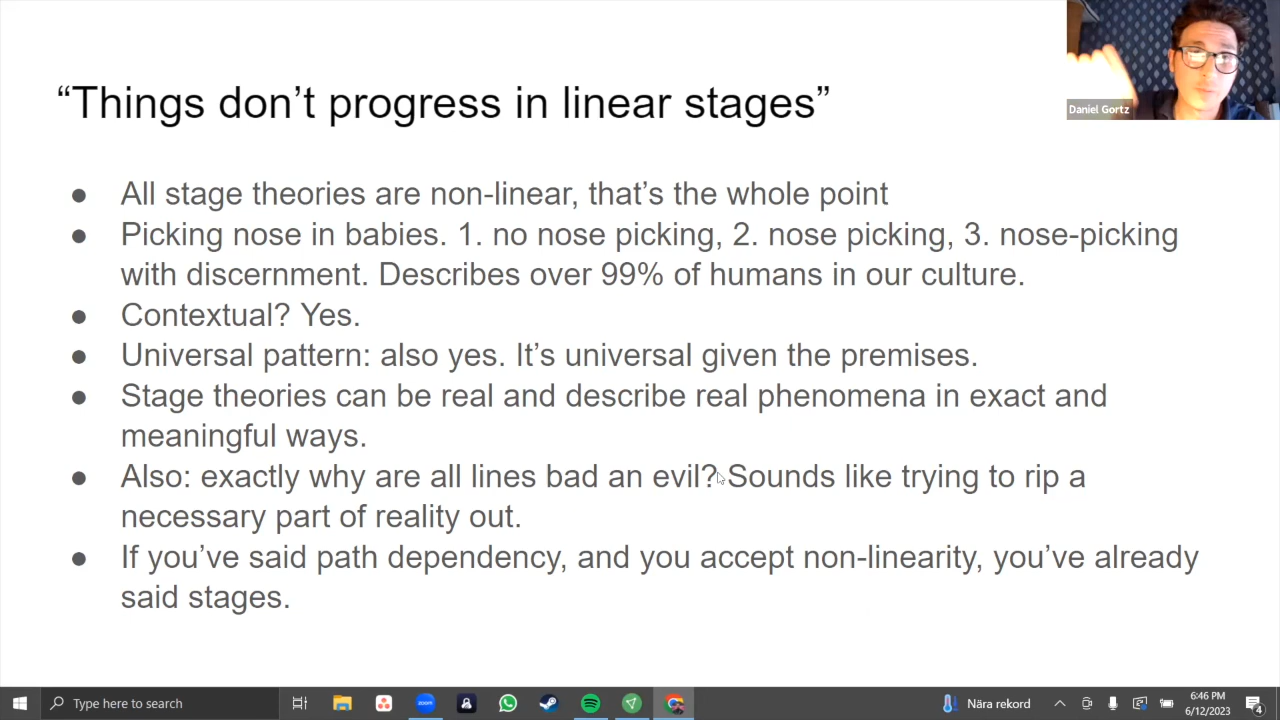 Daniel Gortz
“Things don’t progress in linear stages”
● All stage theories are non-linear, that’s the whole point
● Picking nose in babies. 1. no nose picking, 2. nose picking, 3. nose-picking
with discernment. Describes over 99% of humans in our culture.
● Contextual? Yes.
● Universal pattern: also yes. It’s universal given the premises.
● Stage theories can be real and describe real phenomena in exact and
meaningful ways.
● Also: exactly why are all lines bad an evil? Sounds like trying to rip a
necessary part of reality out.
● If you’ve said path dependency, and you accept non-linearity, you’ve already
said stages.
Type here to search
zoom
Nära rekord
6:46 PM
6/12/2023
4